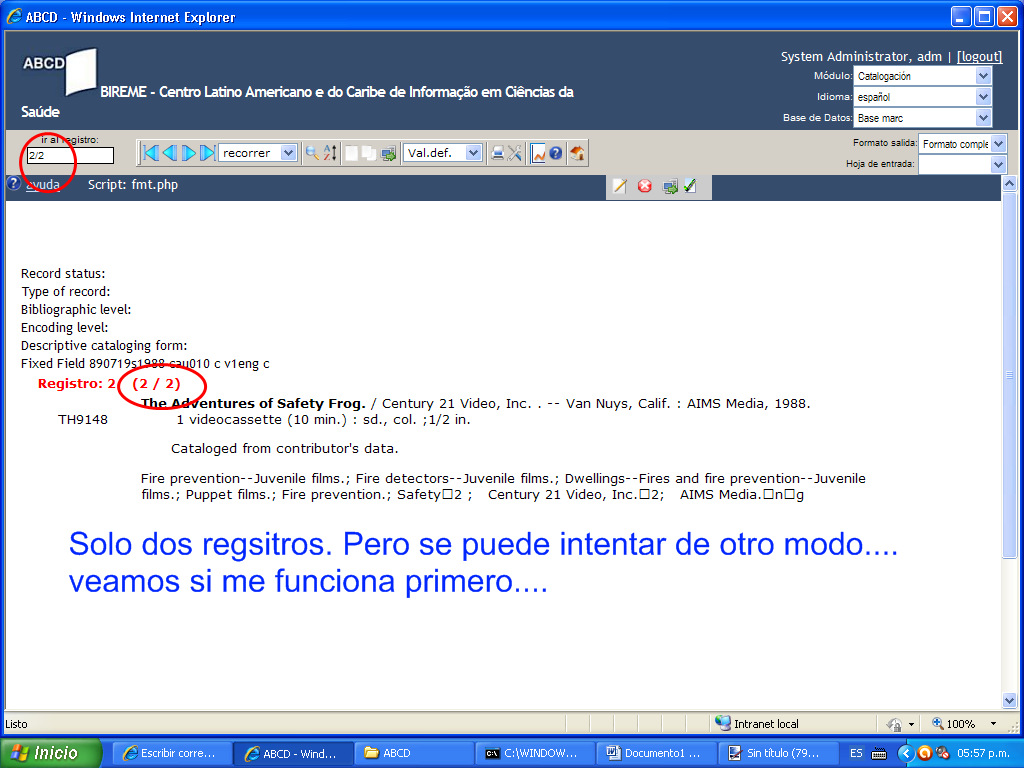 ABCD - Windows Internet Explorer
ABCD
BIREME - Centro Latino Americano e do Caribe de Informação em Ciências da
Saúde
System Administrator, adm | [logout]
Módulo: Catalogación
Idioma: español
Base de Datos: Base marc
ir al registro:
2/2
recorrer
Val.def.
Formato salida: Formato comple
Hoja de entrada:
ayuda Script: fmt.php
Record status:
Type of record:
Bibliographic level:
Encoding level:
Descriptive cataloging form:
Fixed Field 890719s1988 cau010 c v1eng c
Registro: 2 (2 / 2)
The Adventures of Safety Frog. / Century 21 Video, Inc. . -- Van Nuys, Calif. : AIMS Media, 1988.
TH9148 1 videocassette (10 min.) : sd., col. ;1/2 in.
Cataloged from contributor's data.
Fire prevention--Juvenile films.; Fire detectors--Juvenile films.; Dwellings--Fires and fire prevention--Juvenile
films.; Puppet films.; Fire prevention.; Safety□2 ; Century 21 Video, Inc.□2; AIMS Media.□n□g
Solo dos regsitros. Pero se puede intentar de otro modo....
veamos si me funciona primero....
Listo
Intranet local
100%
Inicio
Escribir corre...
ABCD - Wind...
ABCD
C:\WINDOW...
Documento1 ...
Sin título (79...
ES
05:57 p.m.